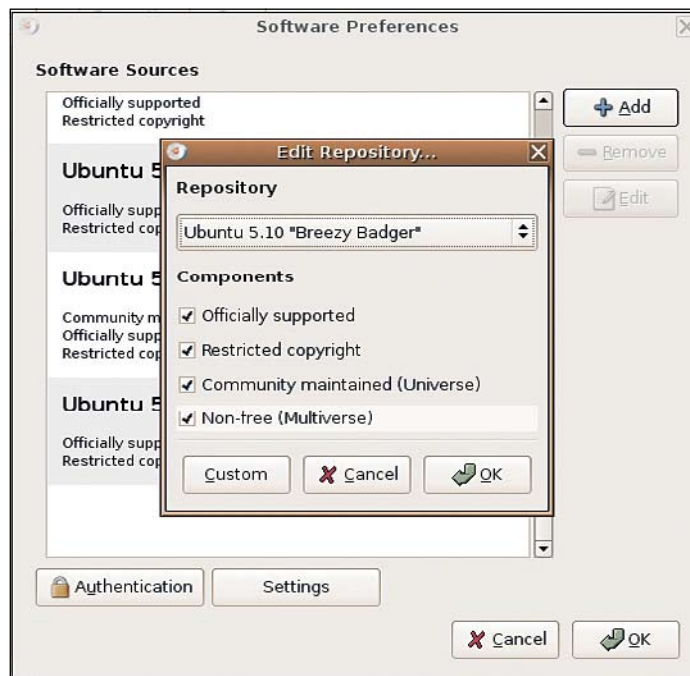 Software Preferences
Software Sources
Officially supported
Restricted copyright
Add
Remove
Edit
Ubuntu 5
Officially supp
Restricted cop
Ubuntu 5
Community m
Officially supp
Restricted cop
Ubuntu 5
Officially supp
Restricted cop
Edit Repository...
Repository
Ubuntu 5.10 "Breezy Badger"
Components
Officially supported
Restricted copyright
Community maintained (Universe)
Non-free (Multiverse)
Custom
Cancel
OK
Authentication
Settings
Cancel
OK